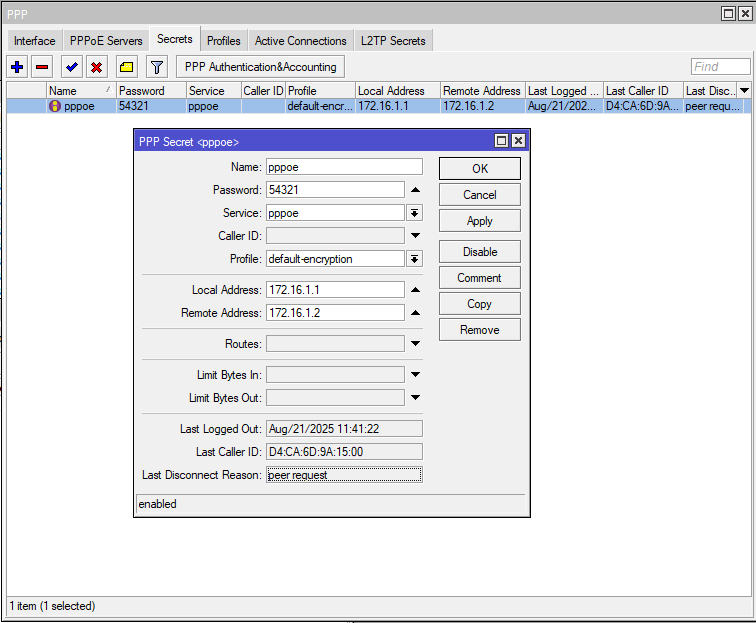 PPP
Interface PPPoE Servers Secrets Profiles Active Connections L2TP Secrets
PPP Authentication&Accounting Find
Name Password Service Caller ID Profile Local Address Remote Address Last Logged ... Last Caller ID Last Disc...
pppoe 54321 pppoe default-encr... 172.16.1.1 172.16.1.2 Aug/21/202... D4:CA:6D:9A... peer requ...
PPP Secret <pppoe>
Name: pppoe
Password: 54321
Service: pppoe
Caller ID:
Profile: default-encryption
Local Address: 172.16.1.1
Remote Address: 172.16.1.2
Routes:
Limit Bytes In:
Limit Bytes Out:
Last Logged Out: Aug/21/2025 11:41:22
Last Caller ID: D4:CA:6D:9A:15:00
Last Disconnect Reason: peer request
enabled
OK
Cancel
Apply
Disable
Comment
Copy
Remove
1 item (1 selected)